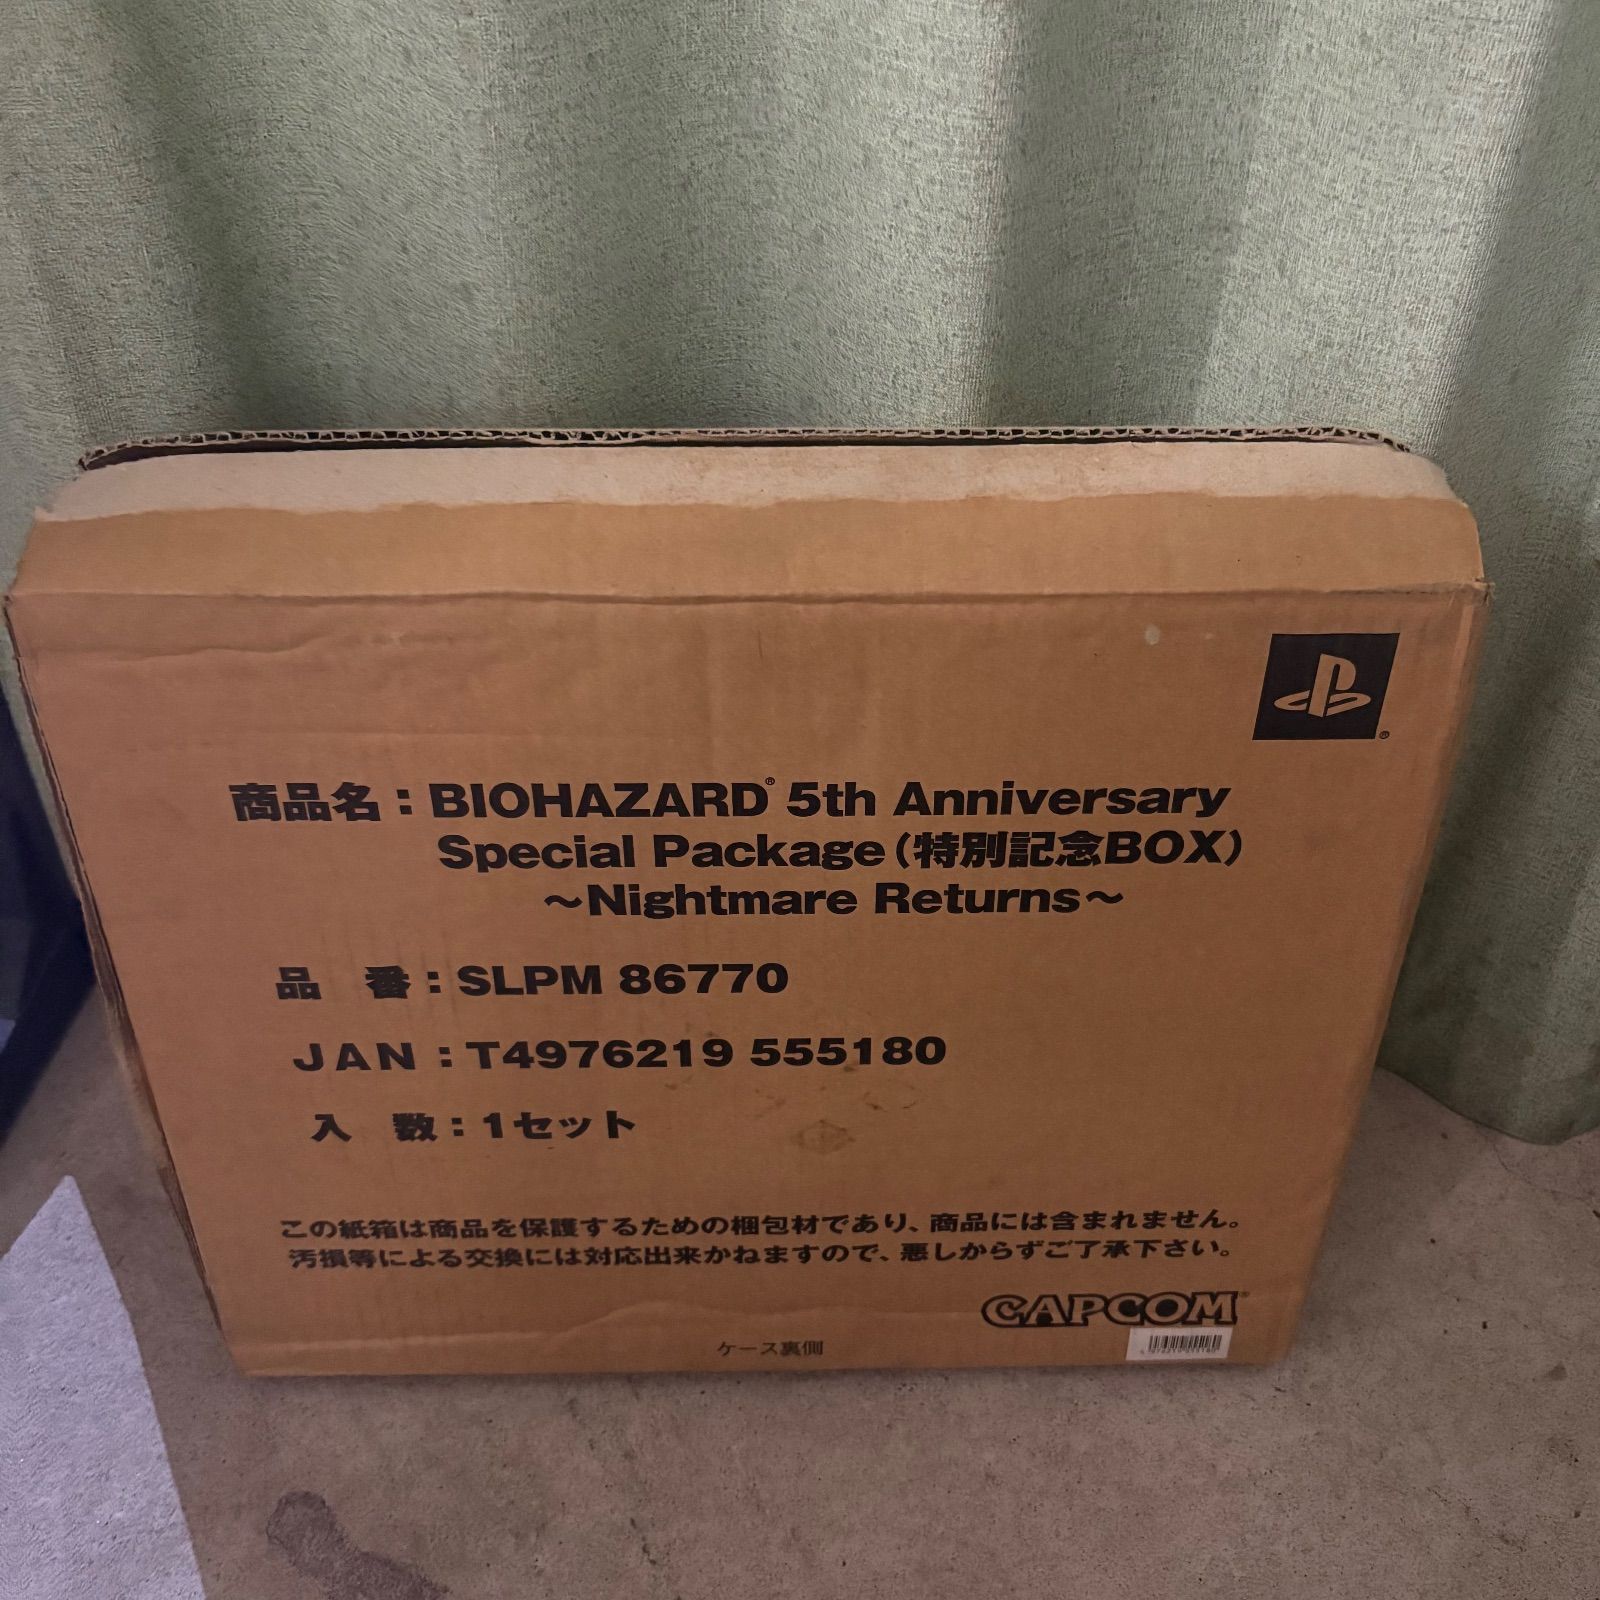 商品名：BIOHAZARD® 5th Anniversary
Special Package（特別記念BOX）
～Nightmare Returns～
品　番：SLPM 86770
JAN：T4976219 555180
入　数：1セット
この紙箱は商品を保護するための梱包材であり、商品には含まれません。
汚損等による交換には対応出来かねますので、悪しからずご了承下さい。
CAPCOM®
ケース裏側